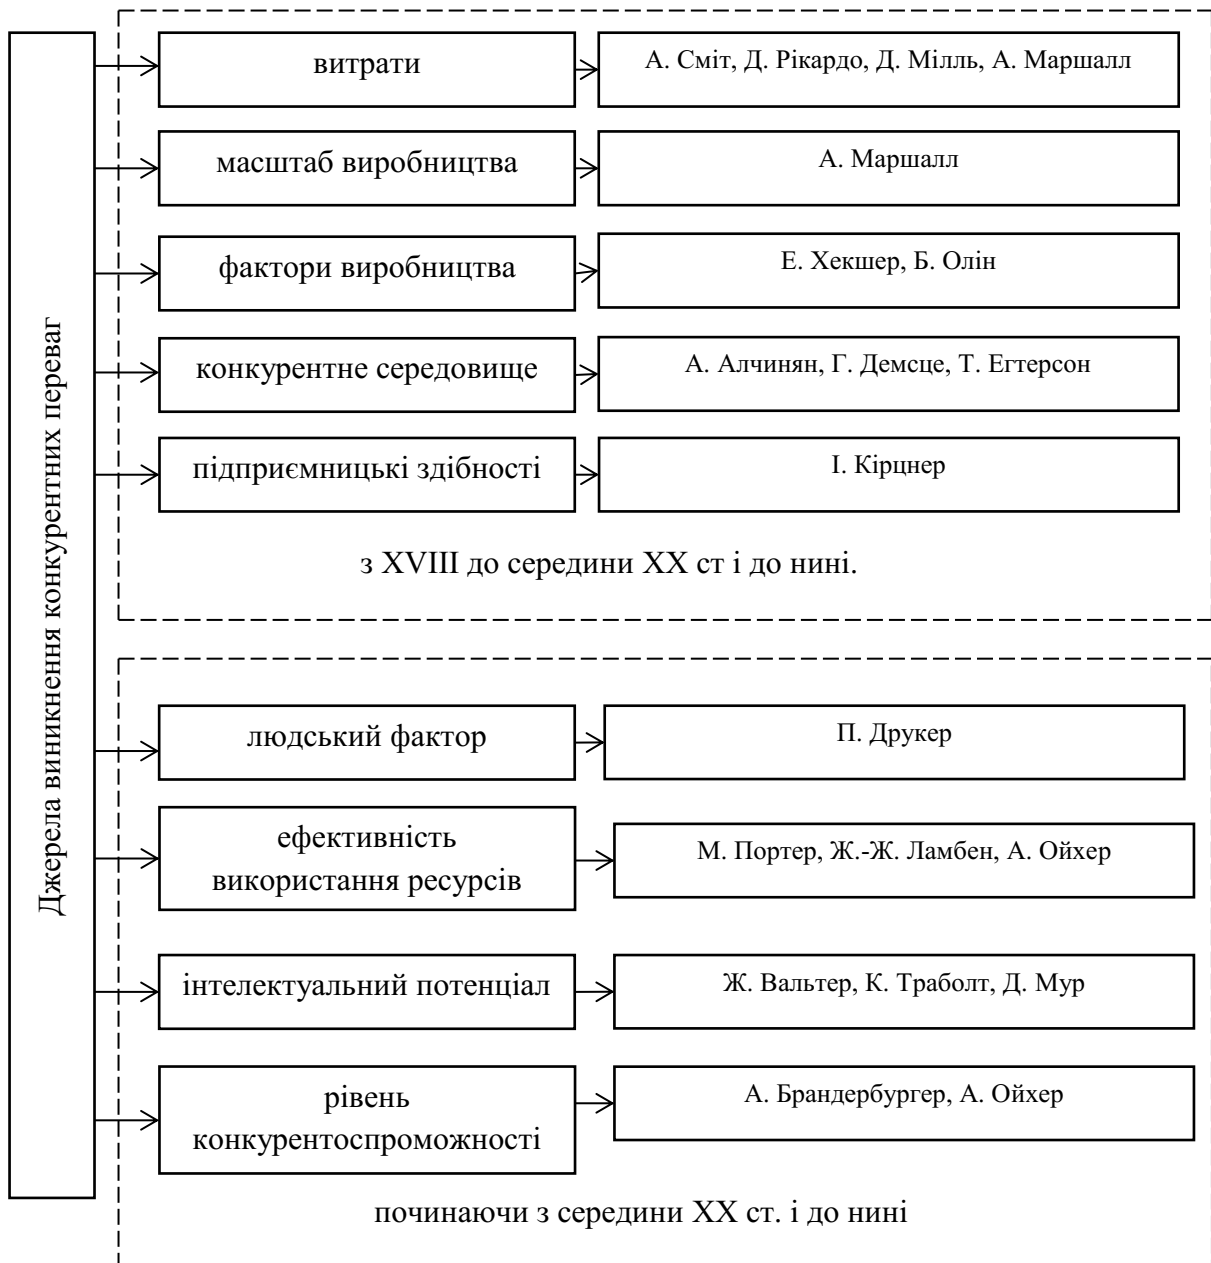 Джерела виникнення конкурентних переваг
витрати
А. Сміт, Д. Рікардо, Д. Мілль, А. Маршалл
масштаб виробництва
А. Маршалл
фактори виробництва
Е. Хекшер, Б. Олін
конкурентне середовище
А. Алчинян, Г. Демсце, Т. Егтерсон
підприємницькі здібності
І. Кірцнер
з XVIII до середини XX ст і до нині.
людський фактор
П. Друкер
ефективність
використання ресурсів
М. Портер, Ж.-Ж. Ламбен, А. Ойхер
інтелектуальний потенціал
Ж. Вальтер, К. Траболт, Д. Мур
рівень
конкурентоспроможності
А. Брандербургер, А. Ойхер
починаючи з середини XX ст. і до нині